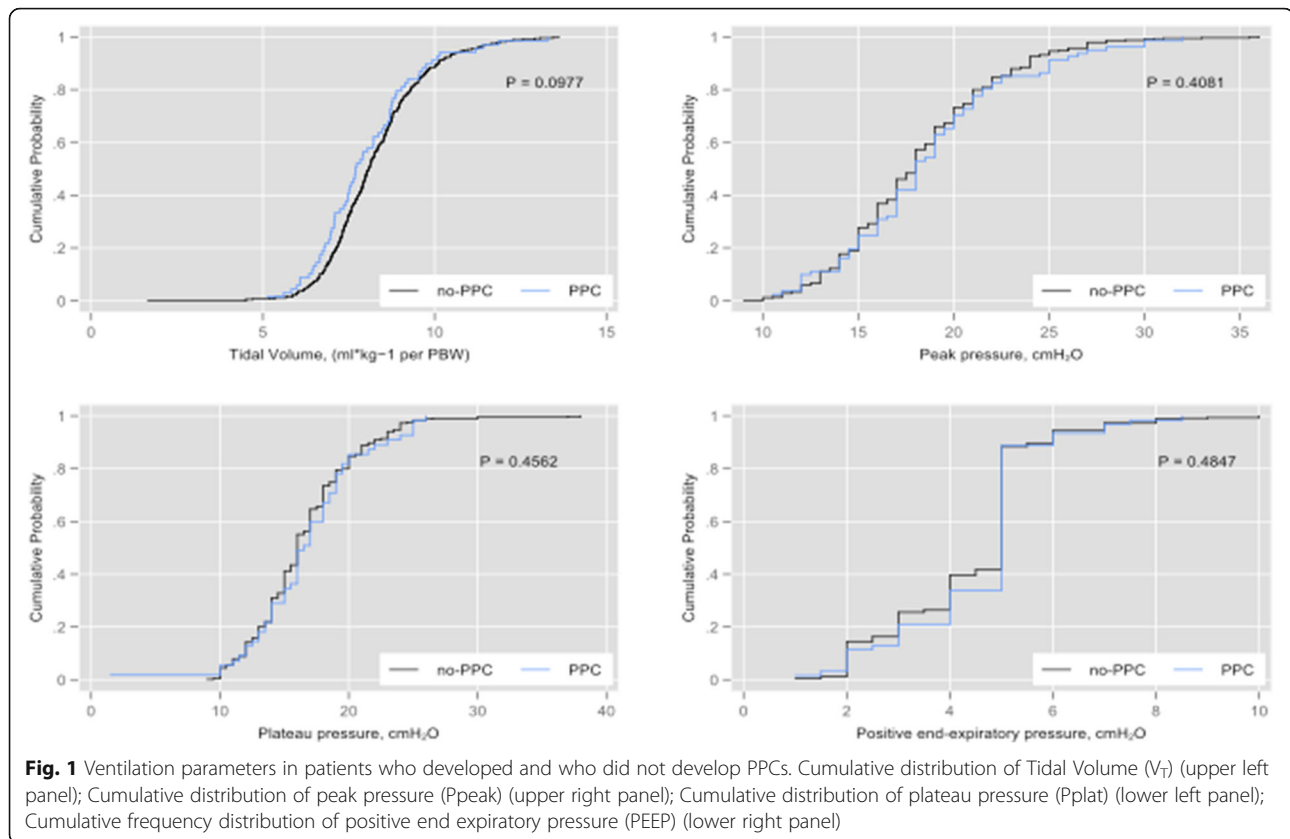 1
.8
.6
.4
.2
0
Cumulative Probability
P = 0.0977
no-PPC PPC
0 5 10 15
Tidal Volume, (ml*kg−1 per PBW)
1
.8
.6
.4
.2
0
Cumulative Probability
P = 0.4081
no-PPC PPC
10 15 20 25 30 35
Peak pressure, cmH₂O
1
.8
.6
.4
.2
0
Cumulative Probability
P = 0.4562
no-PPC PPC
0 10 20 30 40
Plateau pressure, cmH₂O
1
.8
.6
.4
.2
0
Cumulative Probability
P = 0.4847
no-PPC PPC
0 2 4 6 8 10
Positive end-expiratory pressure, cmH₂O
Fig. 1 Ventilation parameters in patients who developed and who did not develop PPCs. Cumulative distribution of Tidal Volume (V_T) (upper left
panel); Cumulative distribution of peak pressure (Ppeak) (upper right panel); Cumulative distribution of plateau pressure (Pplat) (lower left panel);
Cumulative frequency distribution of positive end expiratory pressure (PEEP) (lower right panel)